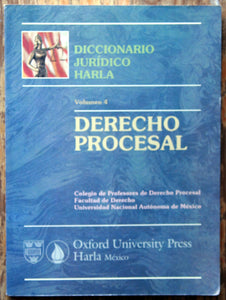 DICCIONARIO
JURÍDICO
HARLA
Volumen 4
DERECHO
PROCESAL
Colegio de Profesores de Derecho Procesal
Facultad de Derecho
Universidad Nacional Autónoma de México
Oxford University Press
Harla México